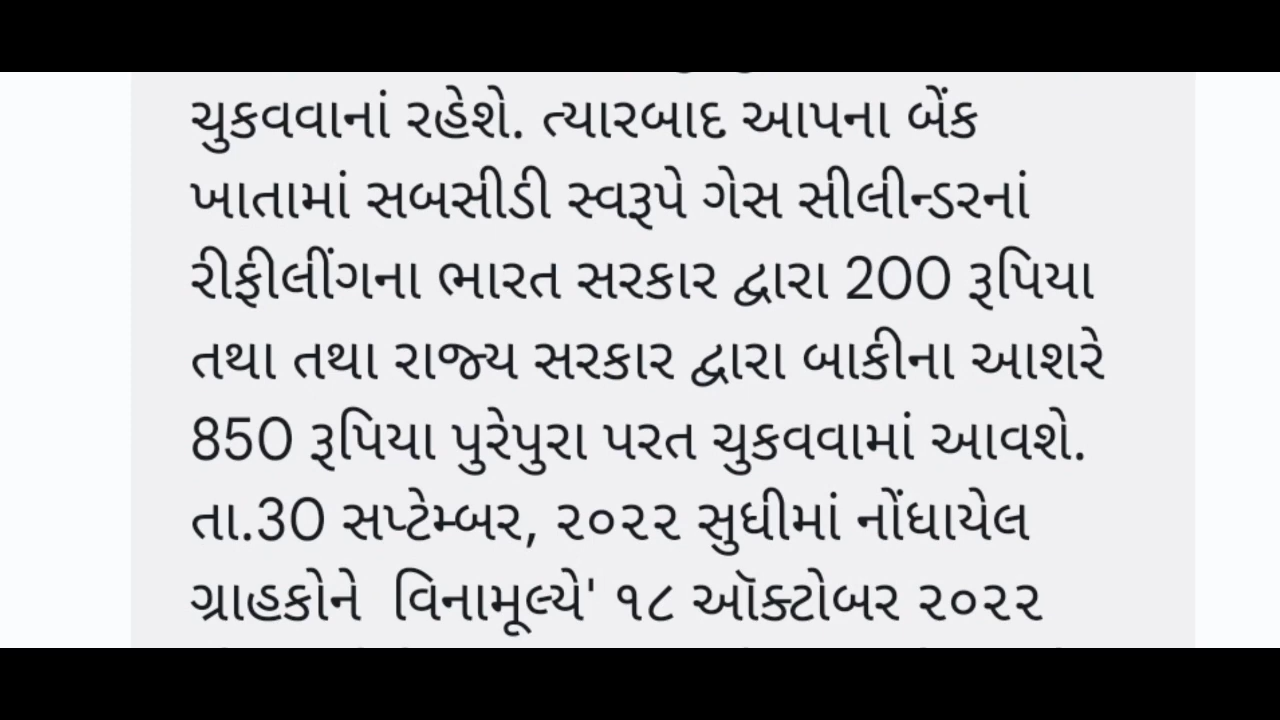 ચુકવવાનાં રહેશે. ત્યારબાદ આપના બેંક
ખાતામાં સબસીડી સ્વરૂપે ગેસ સીલીન્ડરનાં
રીફીલીંગના ભારત સરકાર દ્વારા 200 રૂપિયા
તથા તથા રાજ્ય સરકાર દ્વારા બાકીના આશરે
850 રૂપિયા પુરેપુરા પરત ચુકવવામાં આવશે.
તા.30 સપ્ટેમ્બર, ૨૦૨૨ સુધીમાં નોંધાયેલ
ગ્રાહકોને વિનામૂલ્યે' ૧૮ ઑક્ટોબર ૨૦૨૨